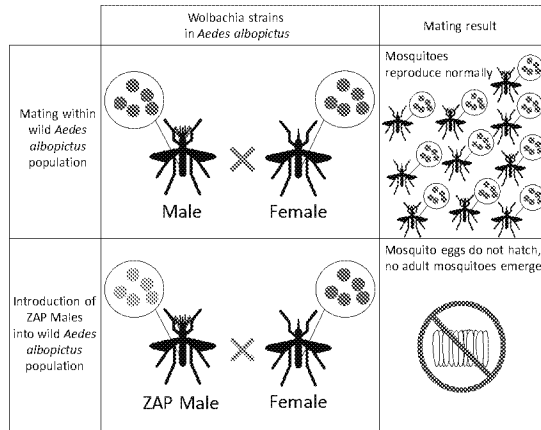 Wolbachia strains
in Aedes albopictus
Mating result
Mating within
wild Aedes
albopictus
population
Male
Female
Mosquitoes
reproduce normally
Introduction of
ZAP Males
into wild Aedes
albopictus
population
ZAP Male
Female
Mosquito eggs do not hatch,
no adult mosquitoes emerge